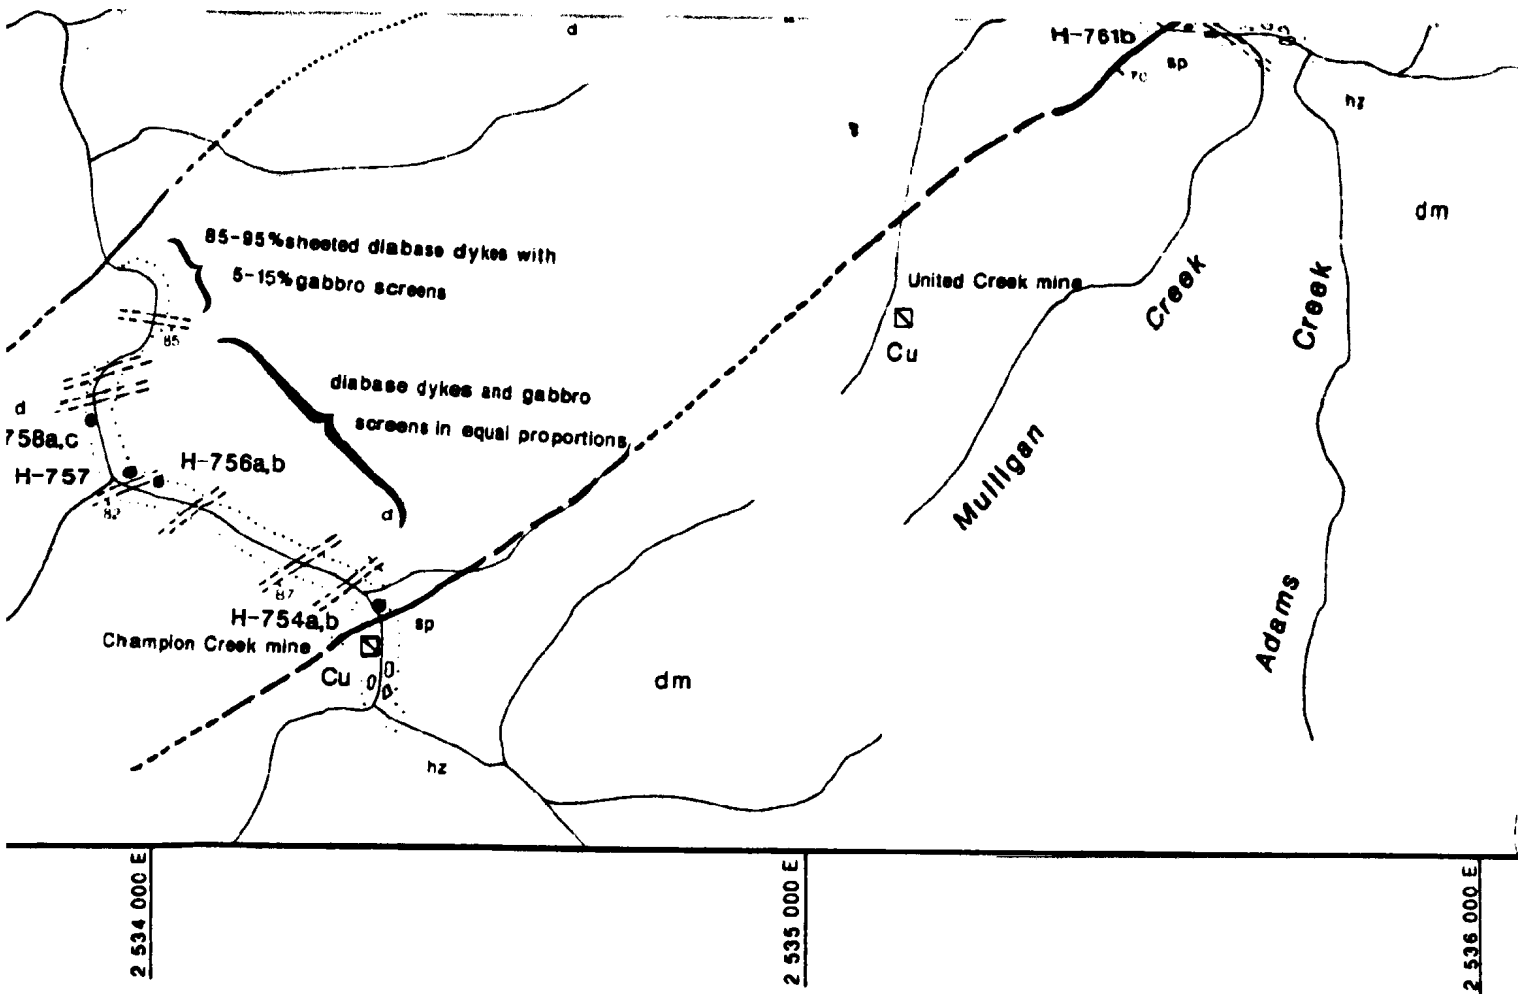 d
H-761b
70
sp
hz
dm
85-95% sheeted diabase dykes with
5-15% gabbro screens
85
United Creek mine
Cu
Creek
Creek
diabase dykes and gabbro
screens in equal proportions
d
758a,c
H-757
H-756a,b
82
d
Mulligan
Adams
87
H-754a,b
sp
Champion Creek mine
Cu
dm
hz
2 534 000 E
2 535 000 E
2 536 000 E